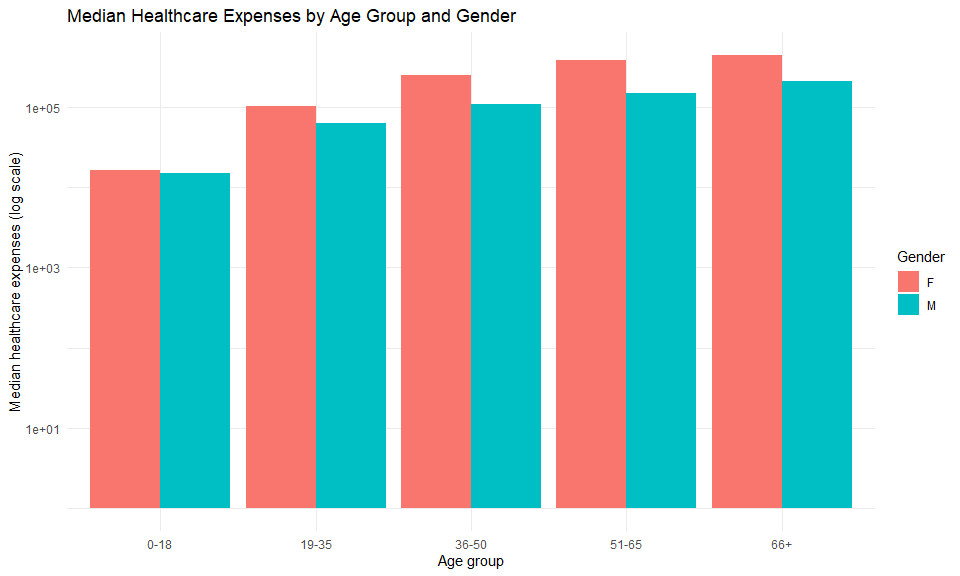 Median Healthcare Expenses by Age Group and Gender
Median healthcare expenses (log scale)
1e+05
1e+03
1e+01
0-18
19-35
36-50
51-65
66+
Age group
Gender
F
M